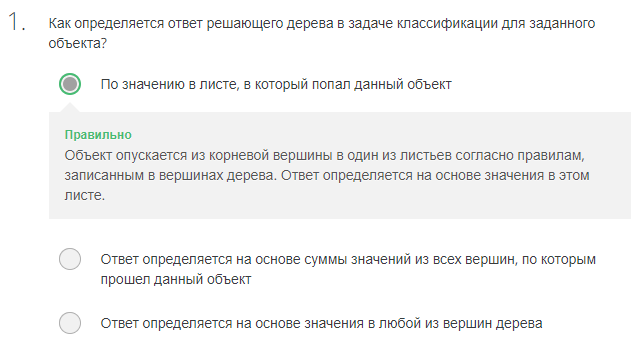 1. Как определяется ответ решающего дерева в задаче классификации для заданного
объекта?
По значению в листе, в который попал данный объект
Правильно
Объект опускается из корневой вершины в один из листьев согласно правилам,
записанным в вершинах дерева. Ответ определяется на основе значения в этом
листе.
Ответ определяется на основе суммы значений из всех вершин, по которым
прошел данный объект
Ответ определяется на основе значения в любой из вершин дерева